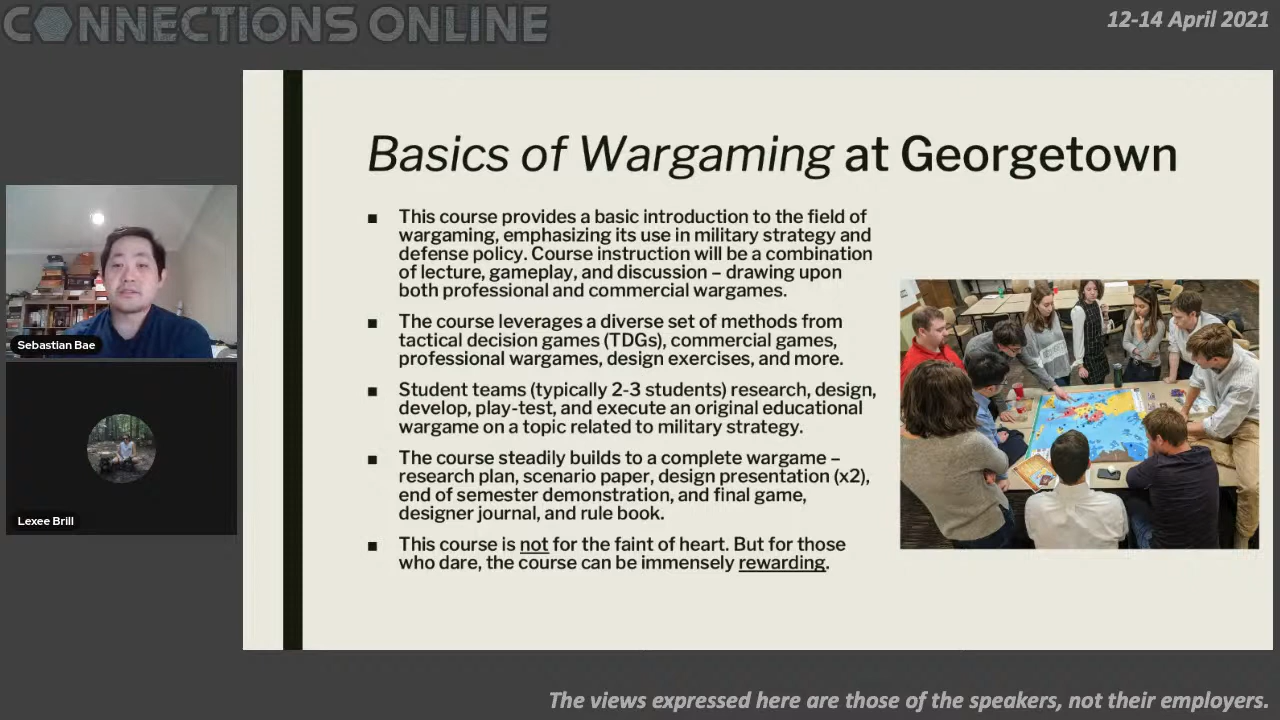 CONNECTIONS ONLINE
12-14 April 2021
Basics of Wargaming at Georgetown
■ This course provides a basic introduction to the field of
wargaming, emphasizing its use in military strategy and
defense policy. Course instruction will be a combination
of lecture, gameplay, and discussion – drawing upon
both professional and commercial wargames.
■ The course leverages a diverse set of methods from
tactical decision games (TDGs), commercial games,
professional wargames, design exercises, and more.
■ Student teams (typically 2-3 students) research, design,
develop, play-test, and execute an original educational
wargame on a topic related to military strategy.
■ The course steadily builds to a complete wargame –
research plan, scenario paper, design presentation (x2),
end of semester demonstration, and final game,
designer journal, and rule book.
■ This course is not for the faint of heart. But for those
who dare, the course can be immensely rewarding.
Sebastian Bae
Lexee Brill
The views expressed here are those of the speakers, not their employers.